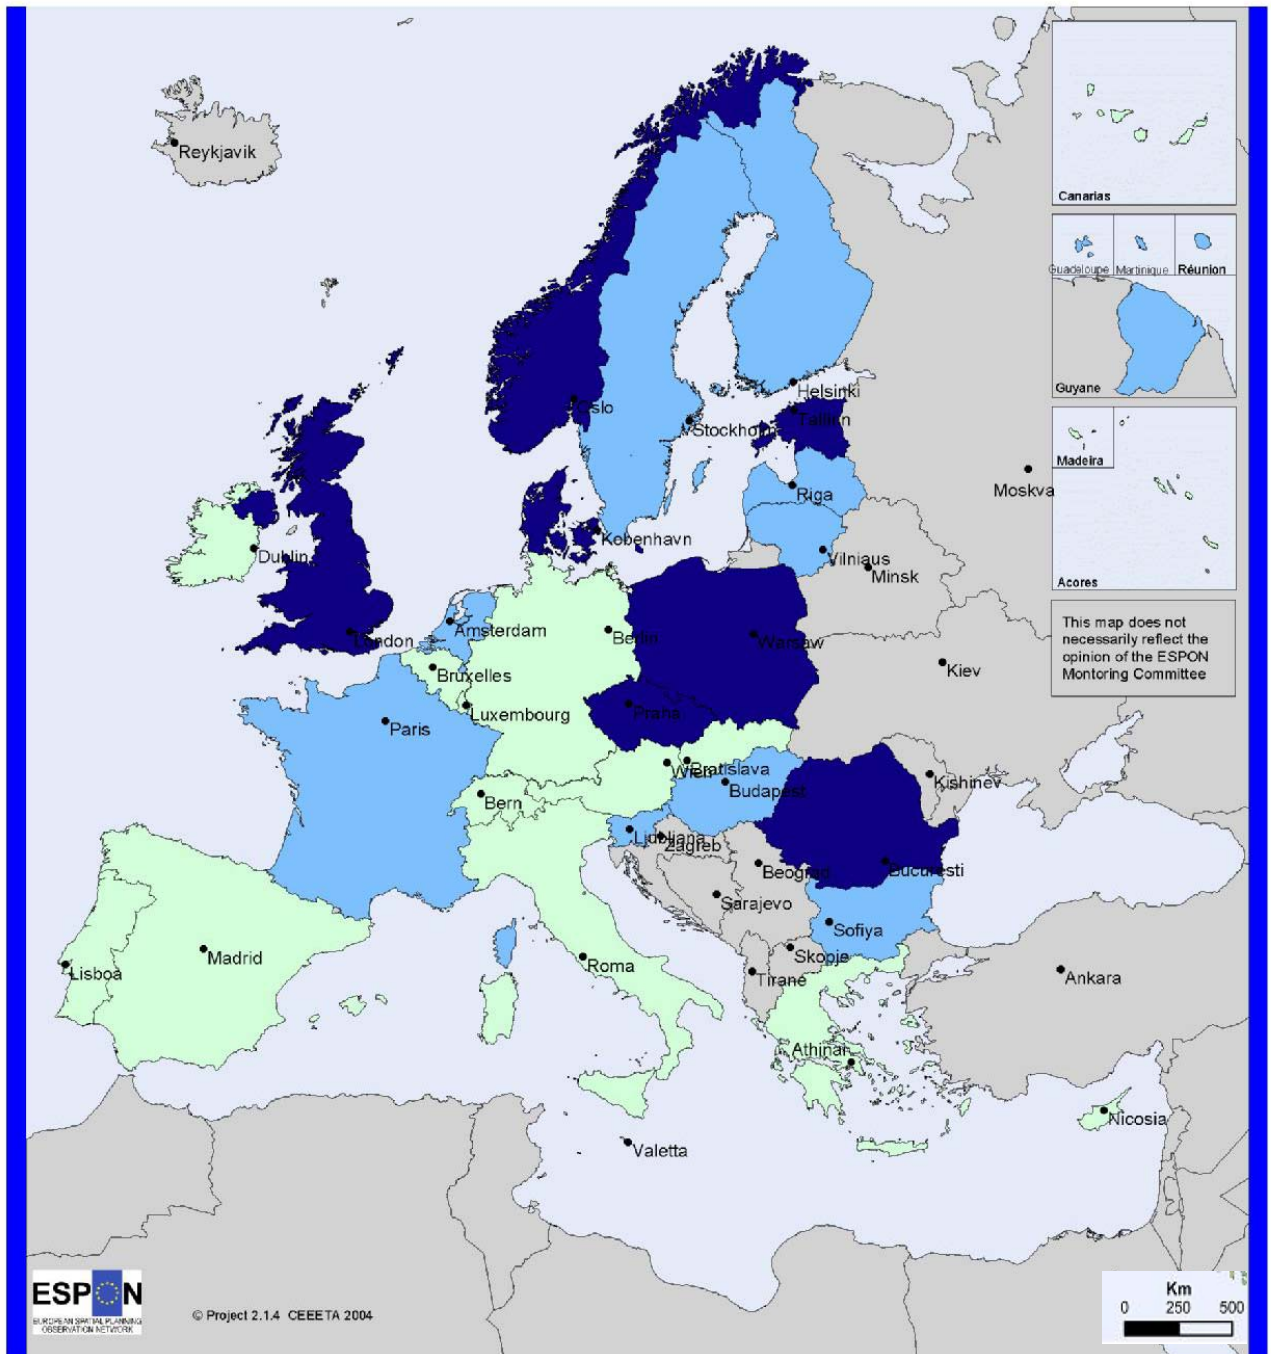 Reykjavik
Canarias
Guadeloupe
Martinique
Réunion
Guyane
Helsinki
Oslo
Tallinn
Stockholm
Madeira
Moskva
Riga
Kobenhavn
Dublin
Vilniaus
Minsk
Acores
London
Amsterdam
Berlin
Warsaw
This map does not
necessarily reflect the
opinion of the ESPON
Montoring Committee
Kiev
Bruxelles
Luxembourg
Praha
Paris
Wien
Bratislava
Budapest
Kishinev
Bern
Ljubljana
Zagreb
Beograd
Bucuresti
Sarajevo
Sofiya
Madrid
Lisboa
Roma
Skopje
Tirane
Ankara
Athinai
Nicosia
Valetta
ESPON
EUROPEAN SPATIAL PLANNING
OBSERVATION NETWORK
© Project 2.1.4 CEEETA 2004
Km
0 250 500